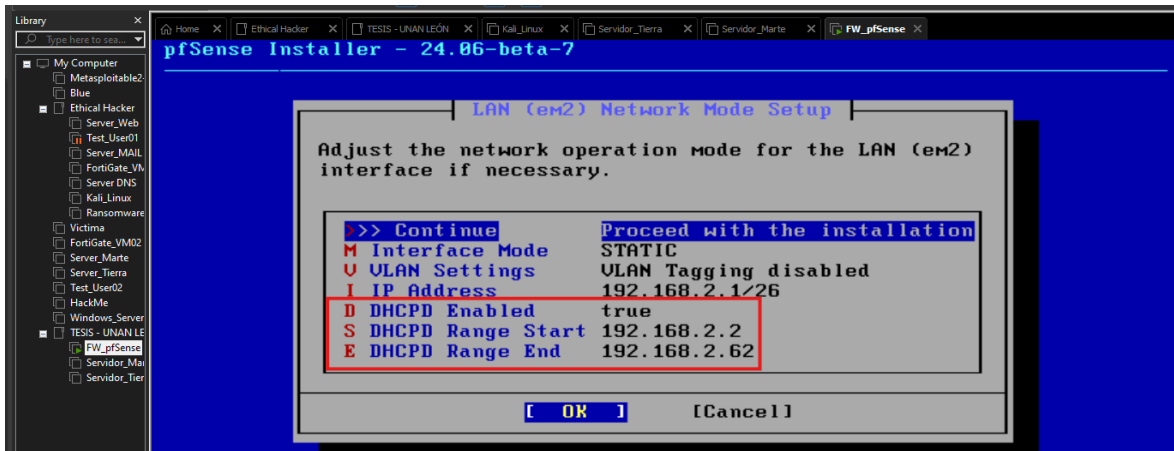 Library ×
Type here to sea...
My Computer
Metasploitable2-
Blue
Ethical Hacker
Server_Web
Test_User01
Server_MAIL
FortiGate_VM
Server DNS
Kali_Linux
Ransomware
Victima
FortiGate_VM02
Server_Marte
Server_Tierra
Test_User02
HackMe
Windows_Server
TESIS - UNAN LE
FW_pfSense
Servidor_Mar
Servidor_Tier
Home × Ethical Hacker × TESIS - UNAN LEÓN × Kali_Linux × Servidor_Tierra × Servidor_Marte × FW_pfSense ×
pfSense Installer - 24.06-beta-7
LAN (em2) Network Mode Setup
Adjust the network operation mode for the LAN (em2)
interface if necessary.
>>> Continue Proceed with the installation
M Interface Mode STATIC
V VLAN Settings VLAN Tagging disabled
I IP Address 192.168.2.1/26
D DHCPD Enabled true
S DHCPD Range Start 192.168.2.2
E DHCPD Range End 192.168.2.62
[ OK ] [Cancel]